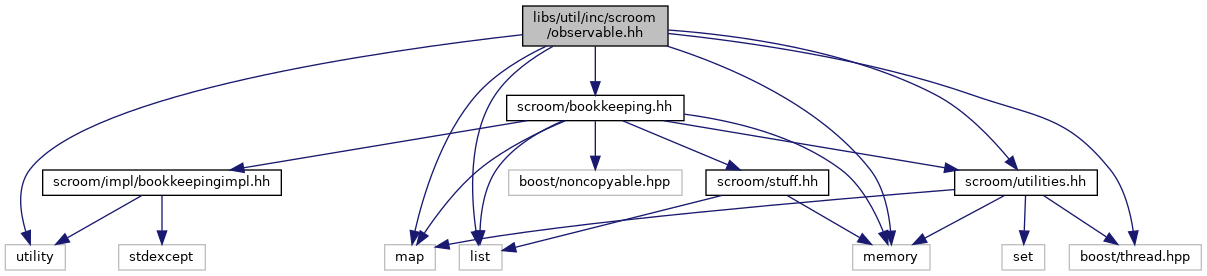 libs/util/inc/scroom
/observable.hh
scroom/bookkeeping.hh
scroom/impl/bookkeepingimpl.hh
boost/noncopyable.hpp
scroom/stuff.hh
scroom/utilities.hh
utility
stdexcept
map
list
memory
set
boost/thread.hpp